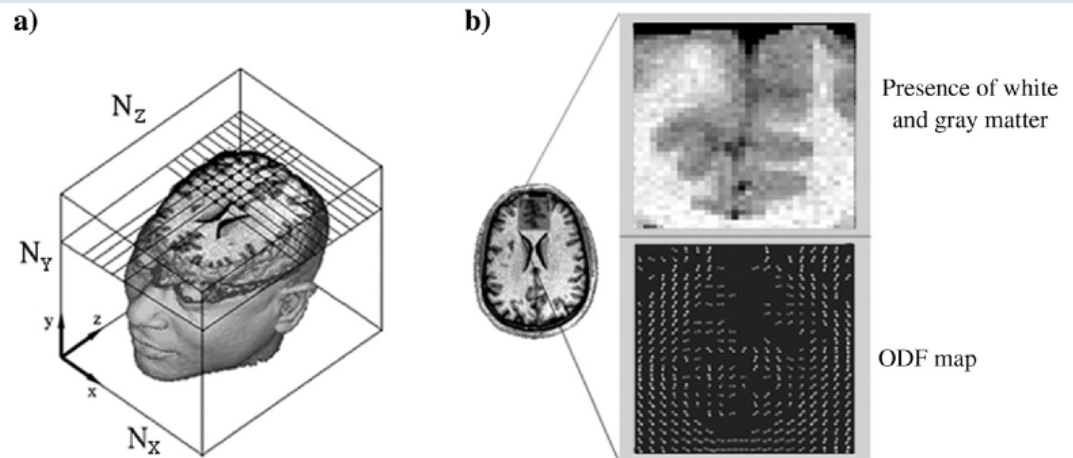 a)
b)
N_Z
N_Y
y
z
x
N_X
Presence of white
and gray matter
ODF map